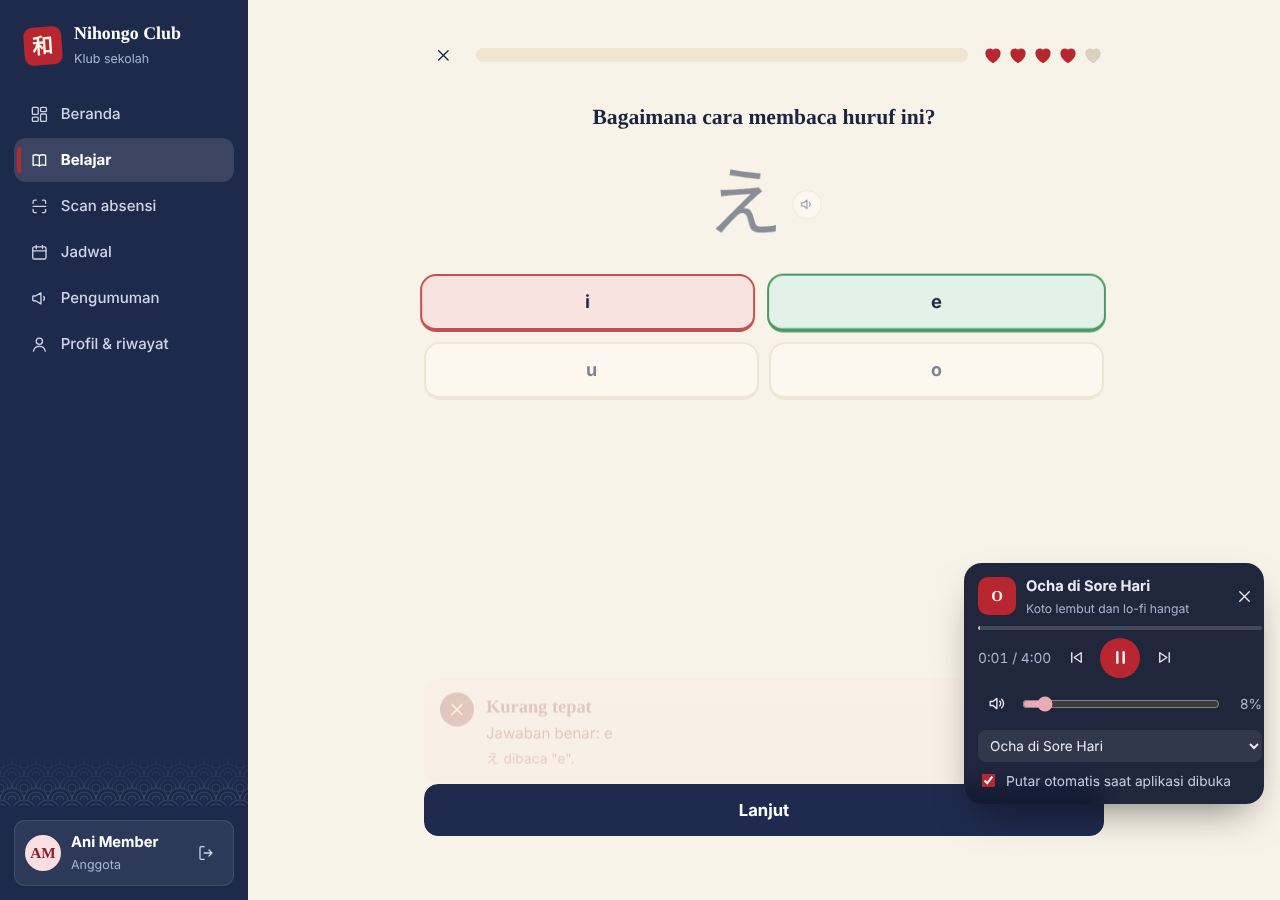 和
Nihongo Club
Klub sekolah
Beranda
Belajar
Scan absensi
Jadwal
Pengumuman
Profil & riwayat
AM
Ani Member
Anggota
Bagaimana cara membaca huruf ini?
え
i
e
u
o
Kurang tepat
Jawaban benar: e
え dibaca "e".
Lanjut
O
Ocha di Sore Hari
Koto lembut dan lo-fi hangat
0:01 / 4:00
8%
Ocha di Sore Hari
Putar otomatis saat aplikasi dibuka